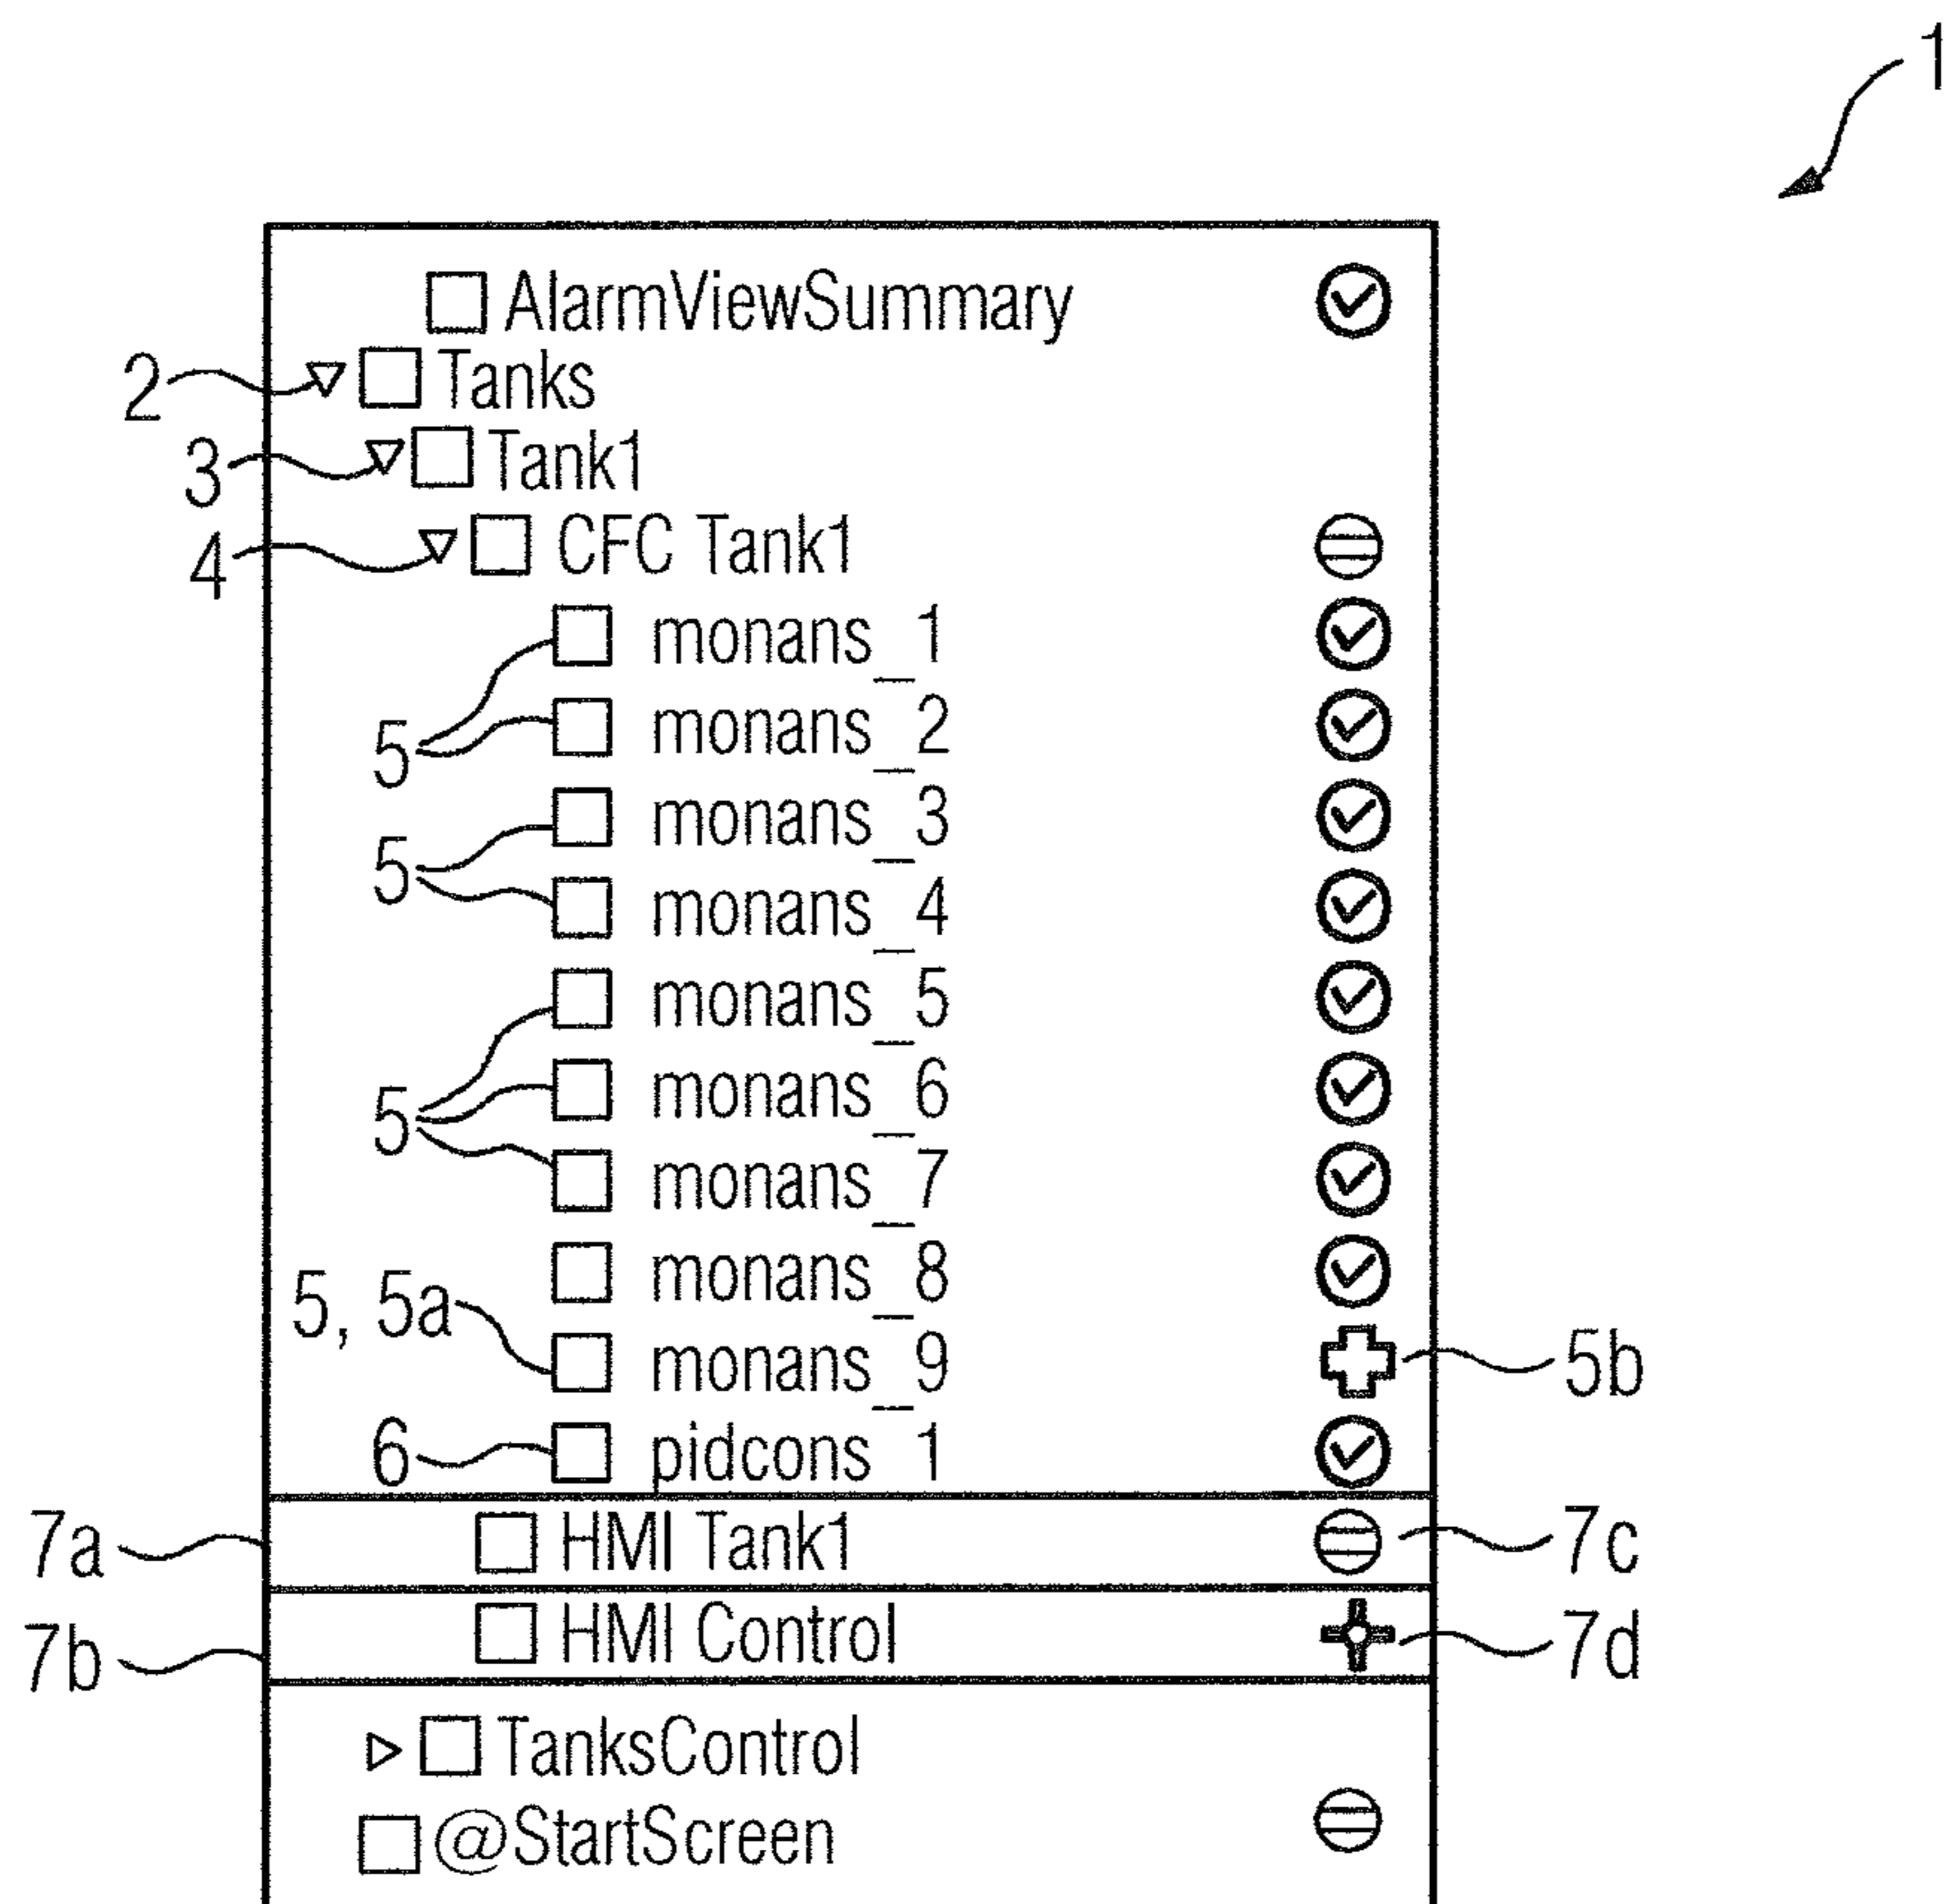 1
AlarmViewSummary
2 Tanks
3 Tank1
4 CFC Tank1
monans_1
5 monans_2
monans_3
5 monans_4
monans_5
5 monans_6
monans_7
monans_8
5, 5a monans_9 5b
6 pidcons_1
7a HMI Tank1 7c
7b HMI Control 7d
TanksControl
@StartScreen